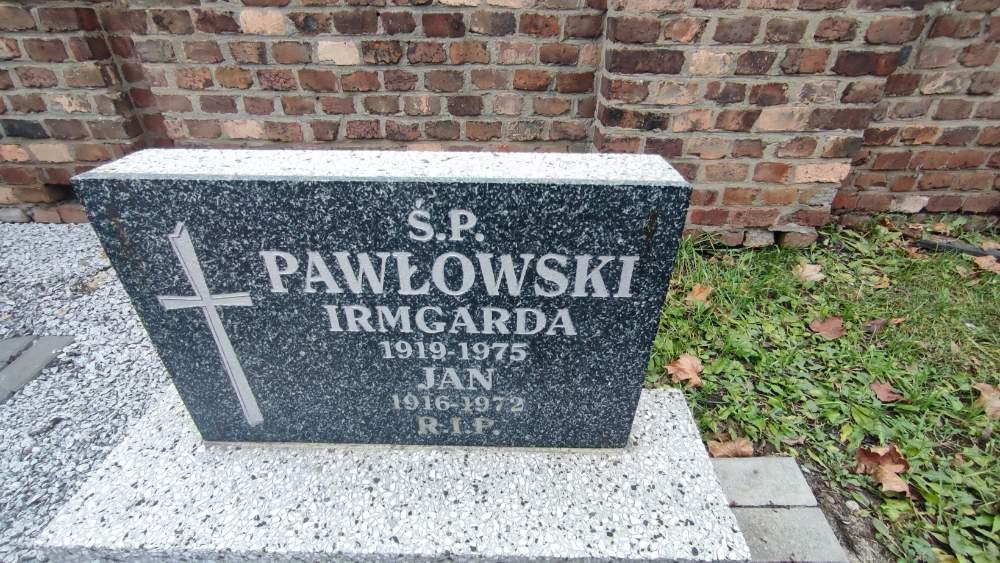 Ś.P.
PAWŁOWSKI
IRMGARDA
1919-1975
JAN
1916-1972
R.I.P.